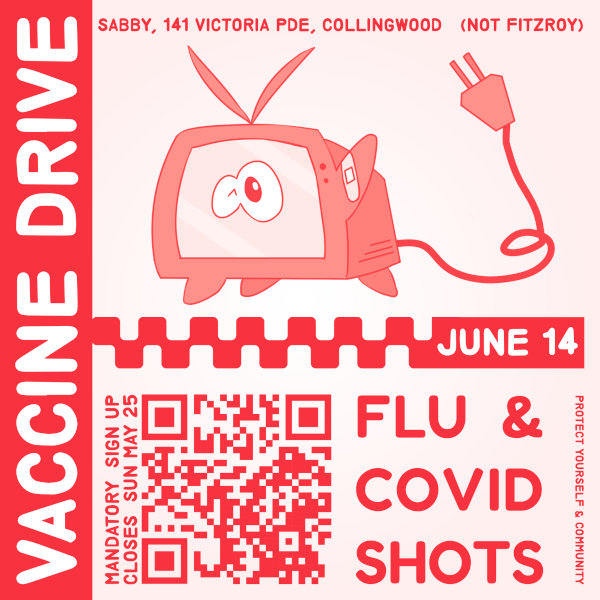 SABBY, 141 VICTORIA PDE, COLLINGWOOD (NOT FITZROY)
VACCINE DRIVE
JUNE 14
MANDATORY SIGN UP
CLOSES SUN MAY 25
FLU &
COVID
SHOTS
PROTECT YOURSELF & COMMUNITY